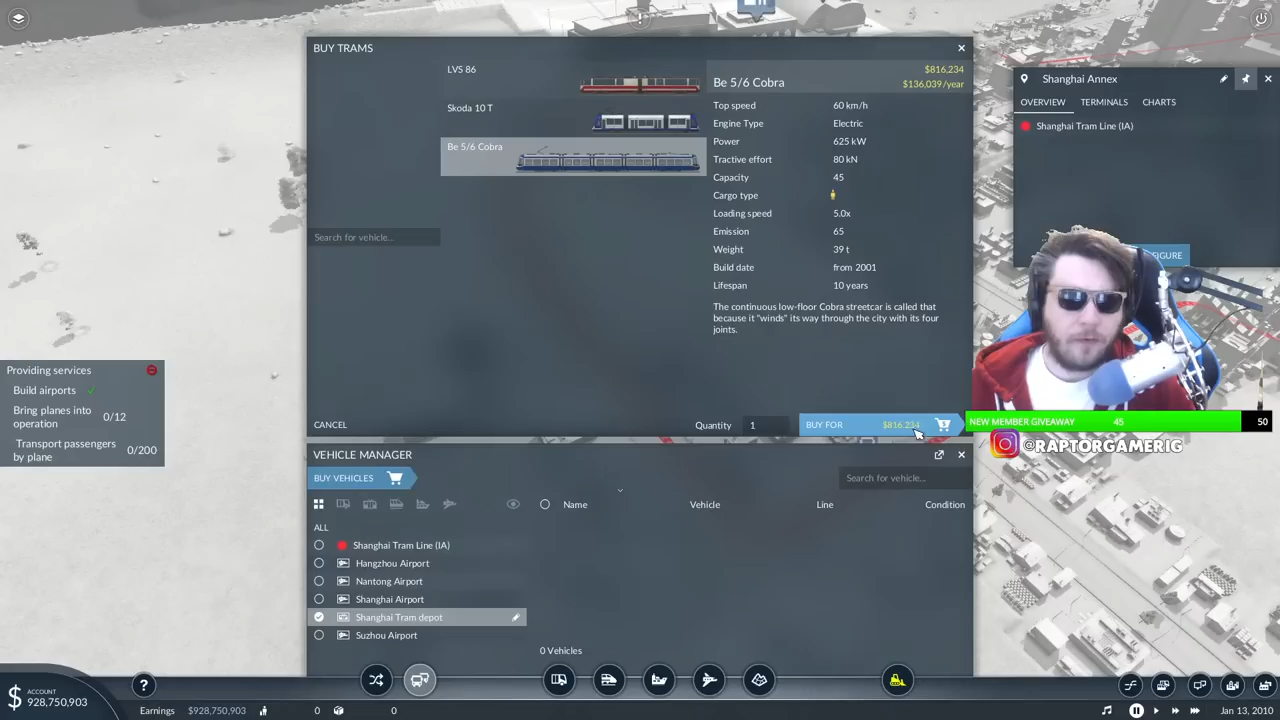 BUY TRAMS
LVS 86
Skoda 10 T
Be 5/6 Cobra
Search for vehicle...
$816,234
Be 5/6 Cobra
$136,039/year
Top speed 60 km/h
Engine Type Electric
Power 625 kW
Tractive effort 80 kN
Capacity 45
Cargo type
Loading speed 5.0x
Emission 65
Weight 39 t
Build date from 2001
Lifespan 10 years
The continuous low-floor Cobra streetcar is called that
because it "winds" its way through the city with its four
joints.
CANCEL
Quantity 1
BUY FOR $816,234
Shanghai Annex
OVERVIEW TERMINALS CHARTS
Shanghai Tram Line (IA)
NEW MEMBER GIVEAWAY 45 50
@RAPTORGAMERIG
Providing services
Build airports
Bring planes into
operation 0/12
Transport passengers
by plane 0/200
VEHICLE MANAGER
BUY VEHICLES
Search for vehicle...
Name Vehicle Line Condition
ALL
Shanghai Tram Line (IA)
Hangzhou Airport
Nantong Airport
Shanghai Airport
Shanghai Tram depot
Suzhou Airport
0 Vehicles
$ ACCOUNT
928,750,903
?
Earnings $928,750,903 0 0
Jan 13, 2010